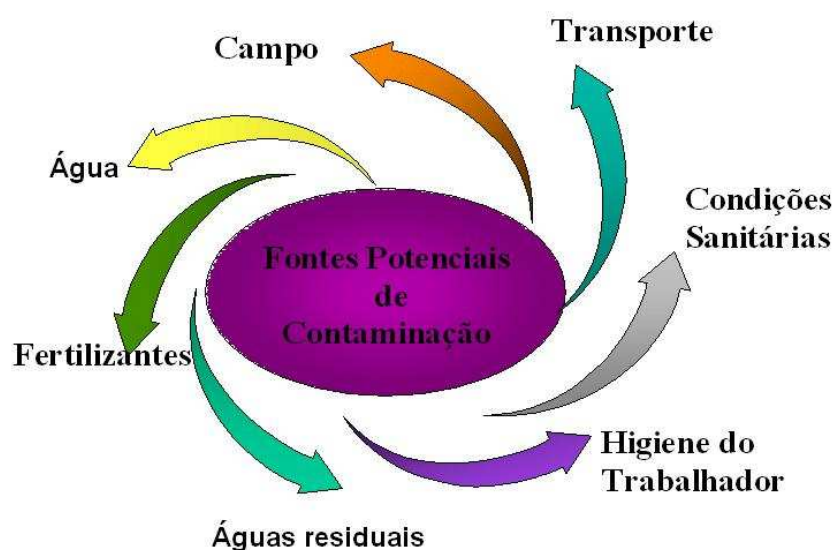 Transporte
Campo
Água
Condições
Sanitárias
Fontes Potenciais
de
Contaminação
Fertilizantes
Higiene do
Trabalhador
Águas residuais